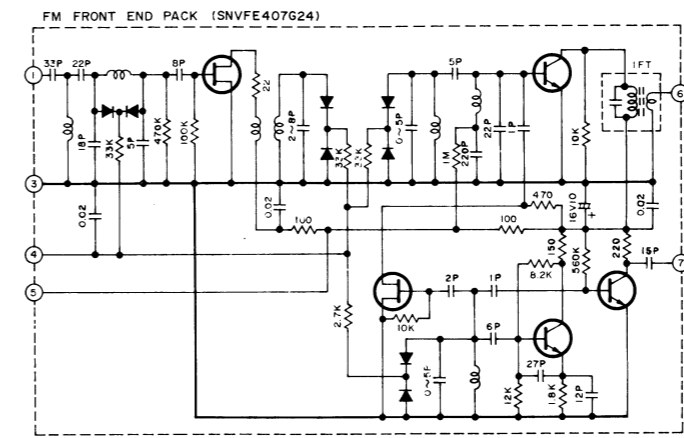 FM FRONT END PACK (SNVFE407G24)
1
33P
22P
8P
18P
33K
5P
470K
100K
22
2~8P
33K
33K
0~5P
5P
1M
220P
22P
1P
10K
1FT
6
3
0.02
0.02
100
100
470
16V10
+
0.02
4
5
150
8.2K
560K
220
15P
7
2P
1P
10K
2.7K
6P
0~5P
27P
12K
1.8K
12P